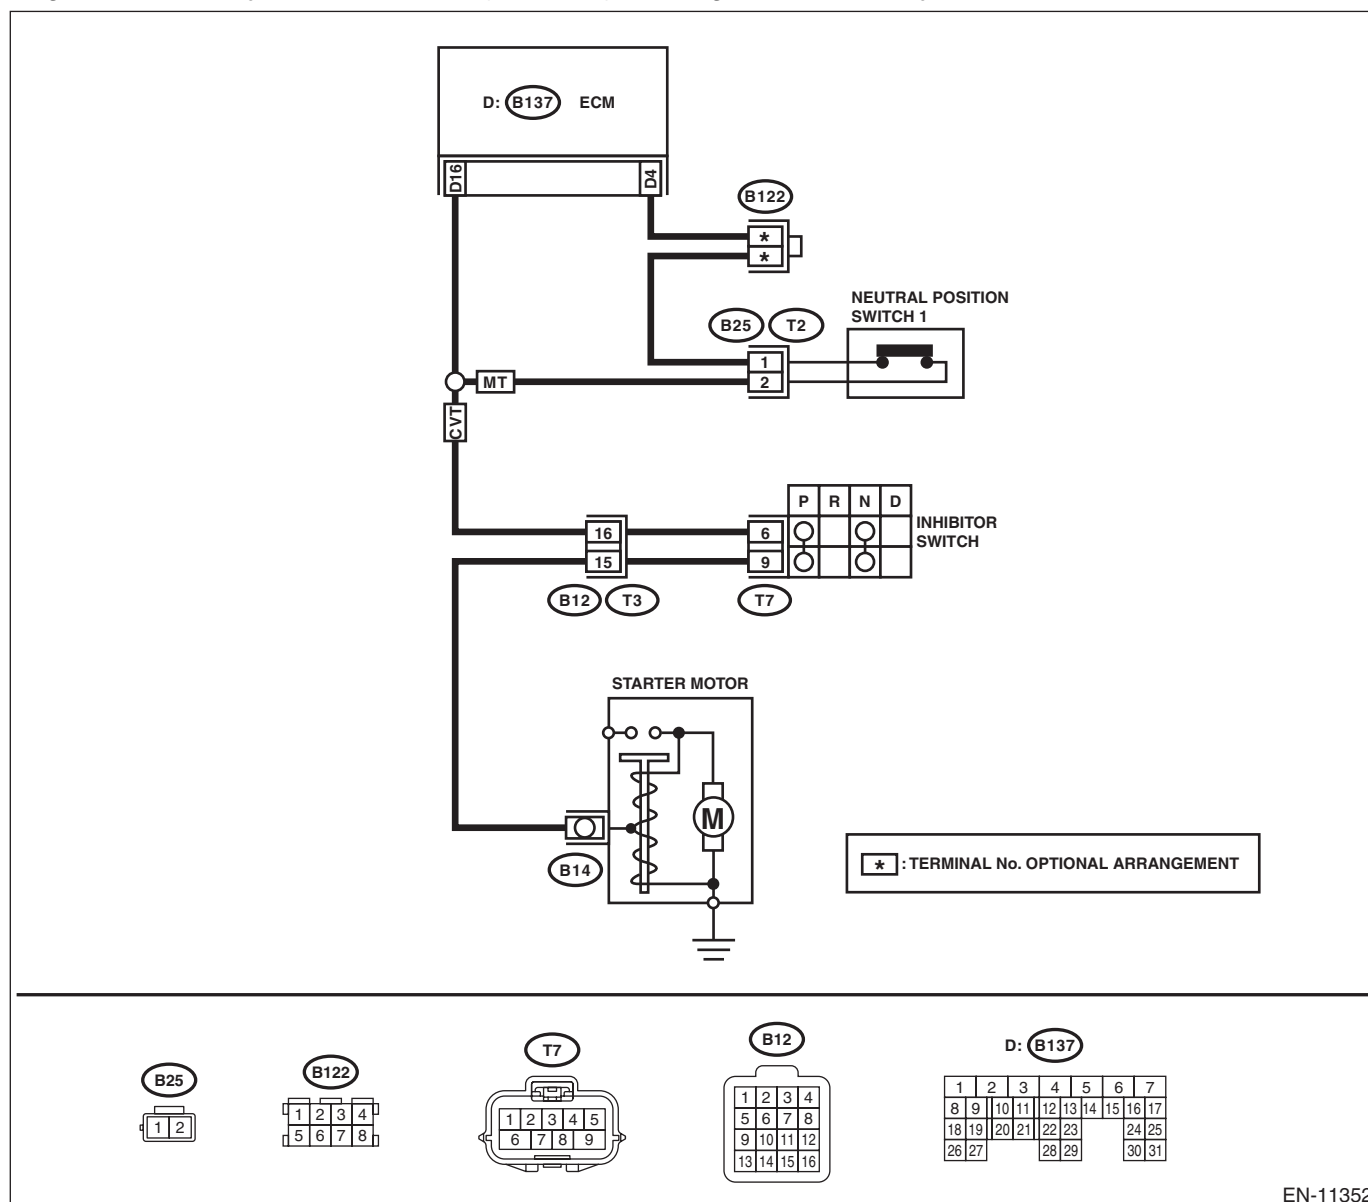 D: B137 ECM
D16
D4
B122
*
*
NEUTRAL POSITION
SWITCH 1
B25 T2
1
2
MT
CVT
P R N D
INHIBITOR
SWITCH
16
6
15
9
B12 T3
T7
STARTER MOTOR
M
B14
* : TERMINAL No. OPTIONAL ARRANGEMENT
B25
1 2
B122
1 2 3 4
5 6 7 8
T7
1 2 3 4 5
6 7 8 9
B12
1 2 3 4
5 6 7 8
9 10 11 12
13 14 15 16
D: B137
1 2 3 4 5 6 7
8 9 10 11 12 13 14 15 16 17
18 19 20 21 22 23 24 25
26 27 28 29 30 31
EN-11352